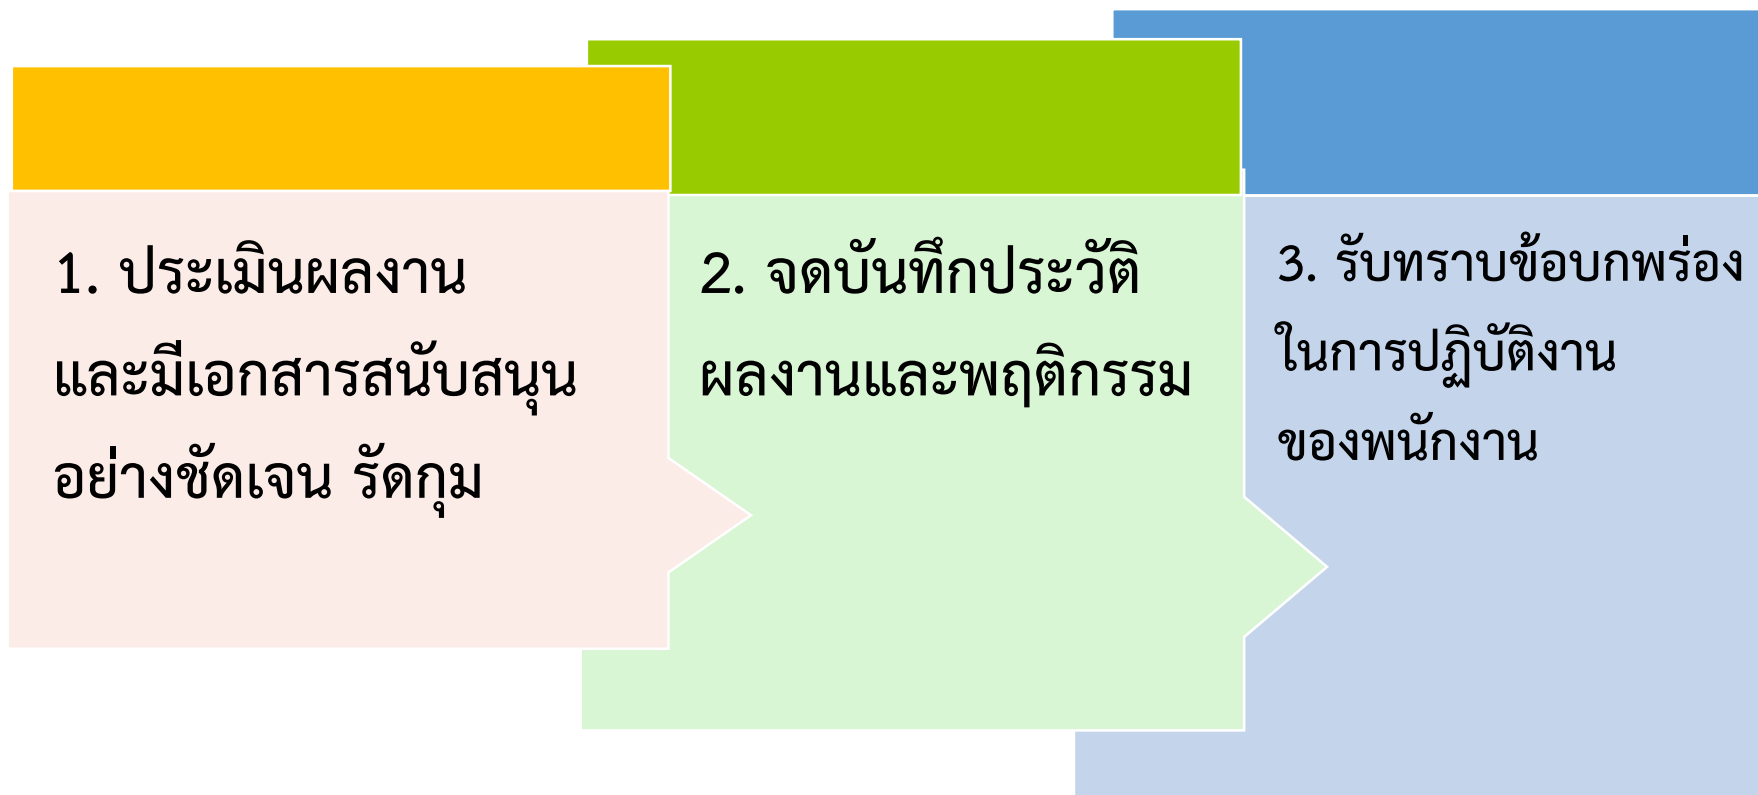 1. ประเมินผลงาน
และมีเอกสารสนับสนุน
อย่างชัดเจน รัดกุม
2. จดบันทึกประวัติ
ผลงานและพฤติกรรม
3. รับทราบข้อบกพร่อง
ในการปฏิบัติงาน
ของพนักงาน